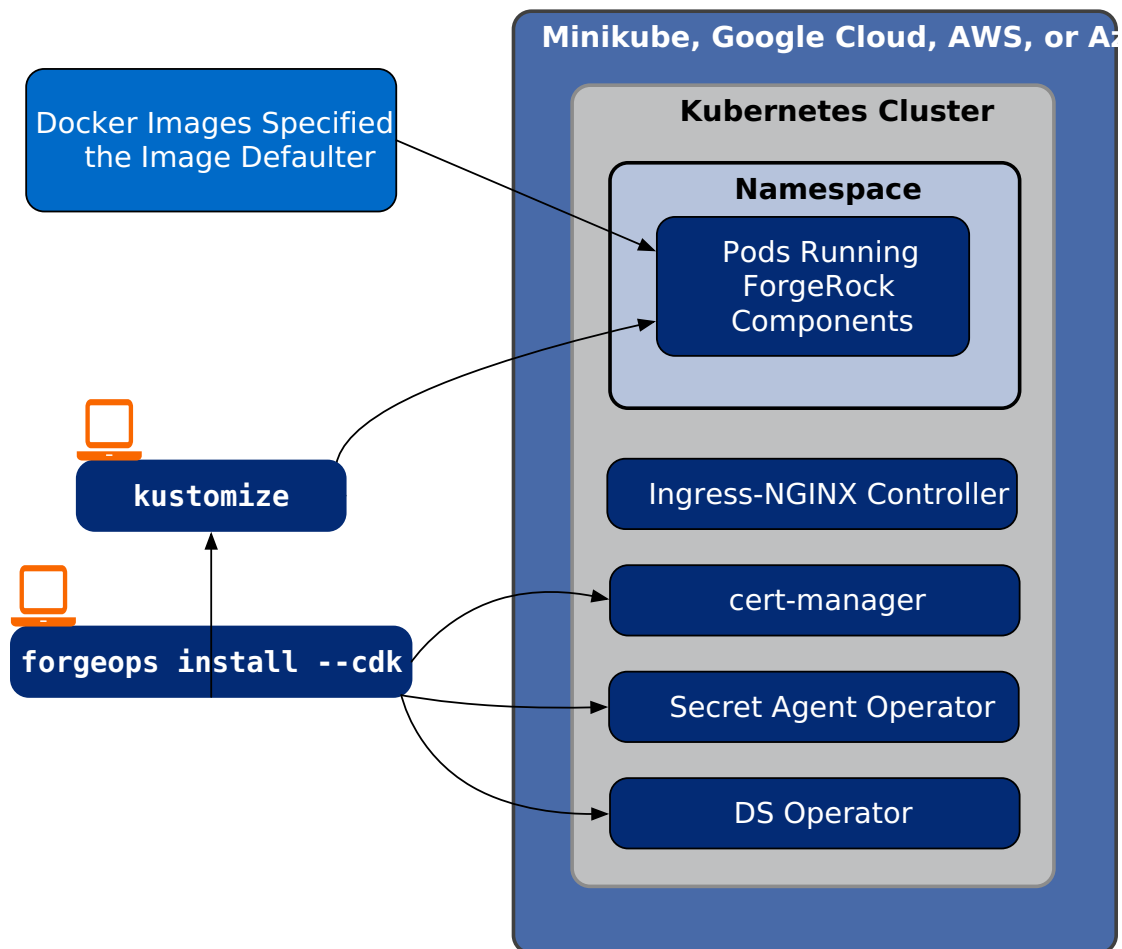 Minikube, Google Cloud, AWS, or Az
Docker Images Specified
the Image Defaulter
Kubernetes Cluster
Namespace
Pods Running
ForgeRock
Components
kustomize
Ingress-NGINX Controller
cert-manager
forgeops install --cdk
Secret Agent Operator
DS Operator